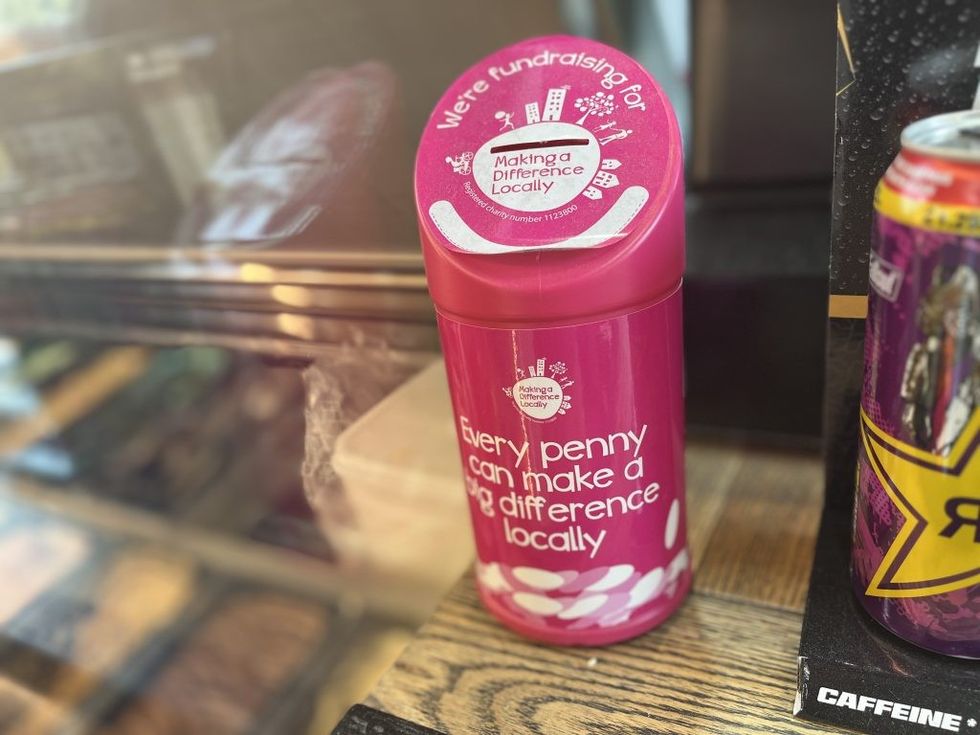 We're fundraising for
Making a
Difference
Locally
Registered charity number 1123800
Making a
Difference
Locally
Every penny
can make a
big difference
locally
CAFFEINE*